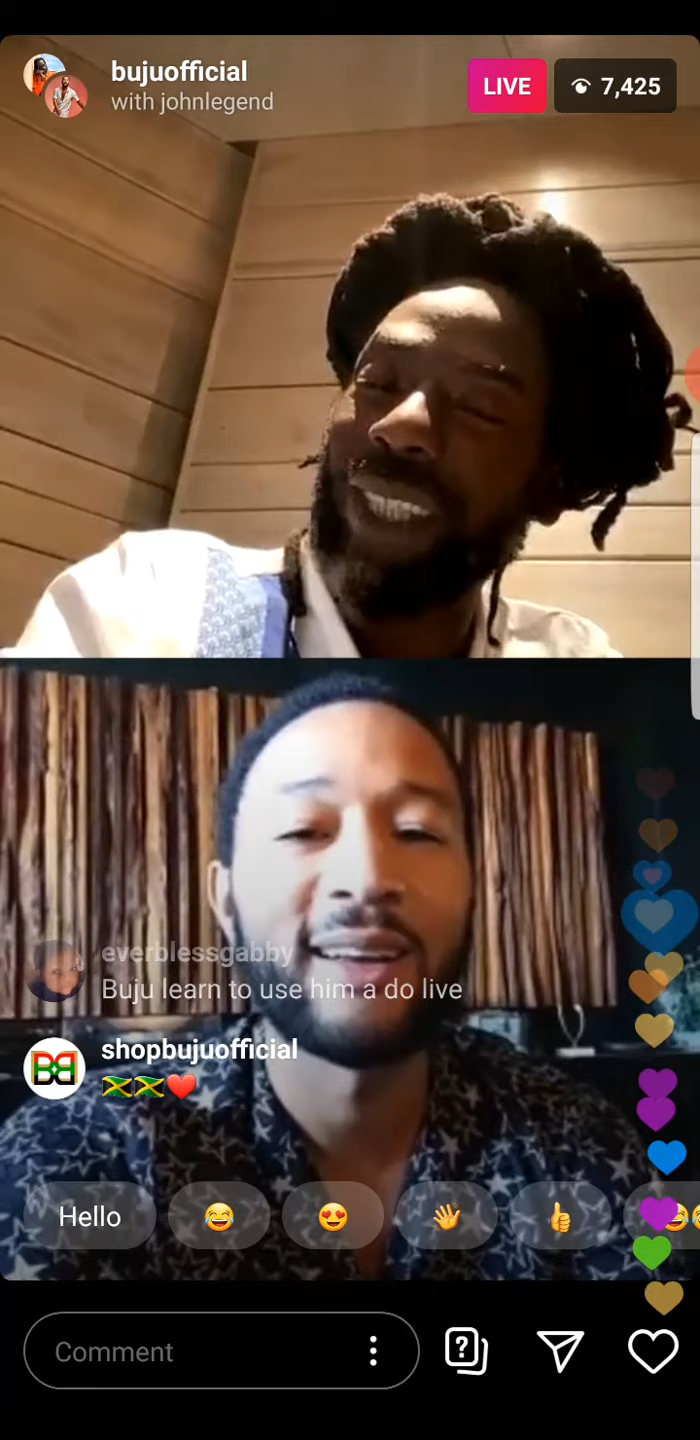 bujuofficial
with johnlegend
LIVE
7,425
everblessgabby
Buju learn to use him a do live
shopbujuofficial
🇯🇲🇯🇲❤️
Hello 😂 😍 👋 👍 😂
Comment